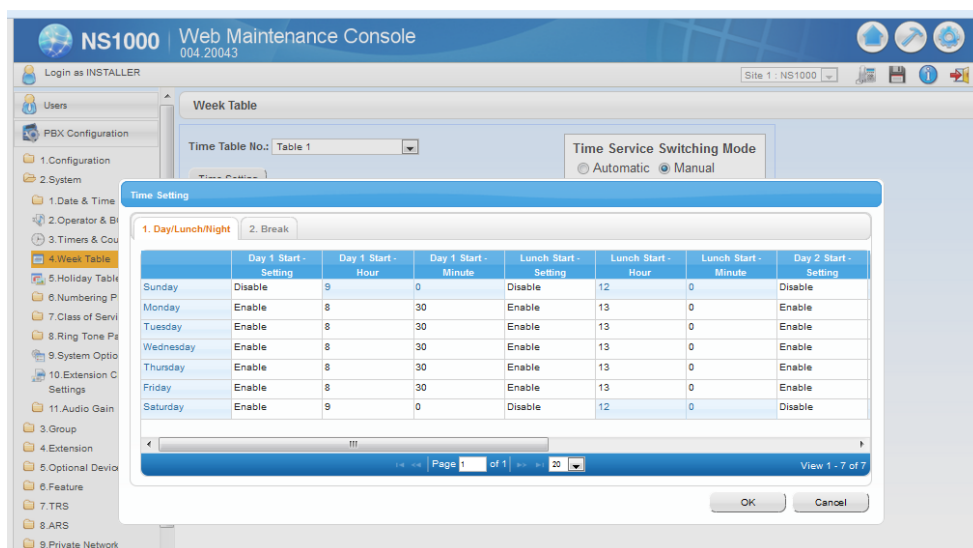 NS1000
Web Maintenance Console
004.20043
Login as INSTALLER
Site 1 : NS1000
Users
PBX Configuration
1.Configuration
2.System
1.Date & Time
2.Operator &
3.Timers &
4.Week Table
5.Holiday Table
6.Numbering
7.Class of
8.Ring Tone
9.System
10.Extension
Settings
11.Audio Gain
3.Group
4.Extension
5.Optional
6.Feature
7.TRS
8.ARS
9.Private Network
Week Table
Time Table No.: Table 1
Time Setting
Time Service Switching Mode
Automatic Manual
Time Setting
1. Day/Lunch/Night 2. Break
Day 1 Start - Setting Day 1 Start - Hour Day 1 Start - Minute Lunch Start - Setting Lunch Start - Hour Lunch Start - Minute Day 2 Start - Setting
Sunday Disable 9 0 Disable 12 0 Disable
Monday Enable 8 30 Enable 13 0 Enable
Tuesday Enable 8 30 Enable 13 0 Enable
Wednesday Enable 8 30 Enable 13 0 Enable
Thursday Enable 8 30 Enable 13 0 Enable
Friday Enable 8 30 Enable 13 0 Enable
Saturday Enable 9 0 Disable 12 0 Disable
Page 1 of 1 20 View 1 - 7 of 7
OK Cancel